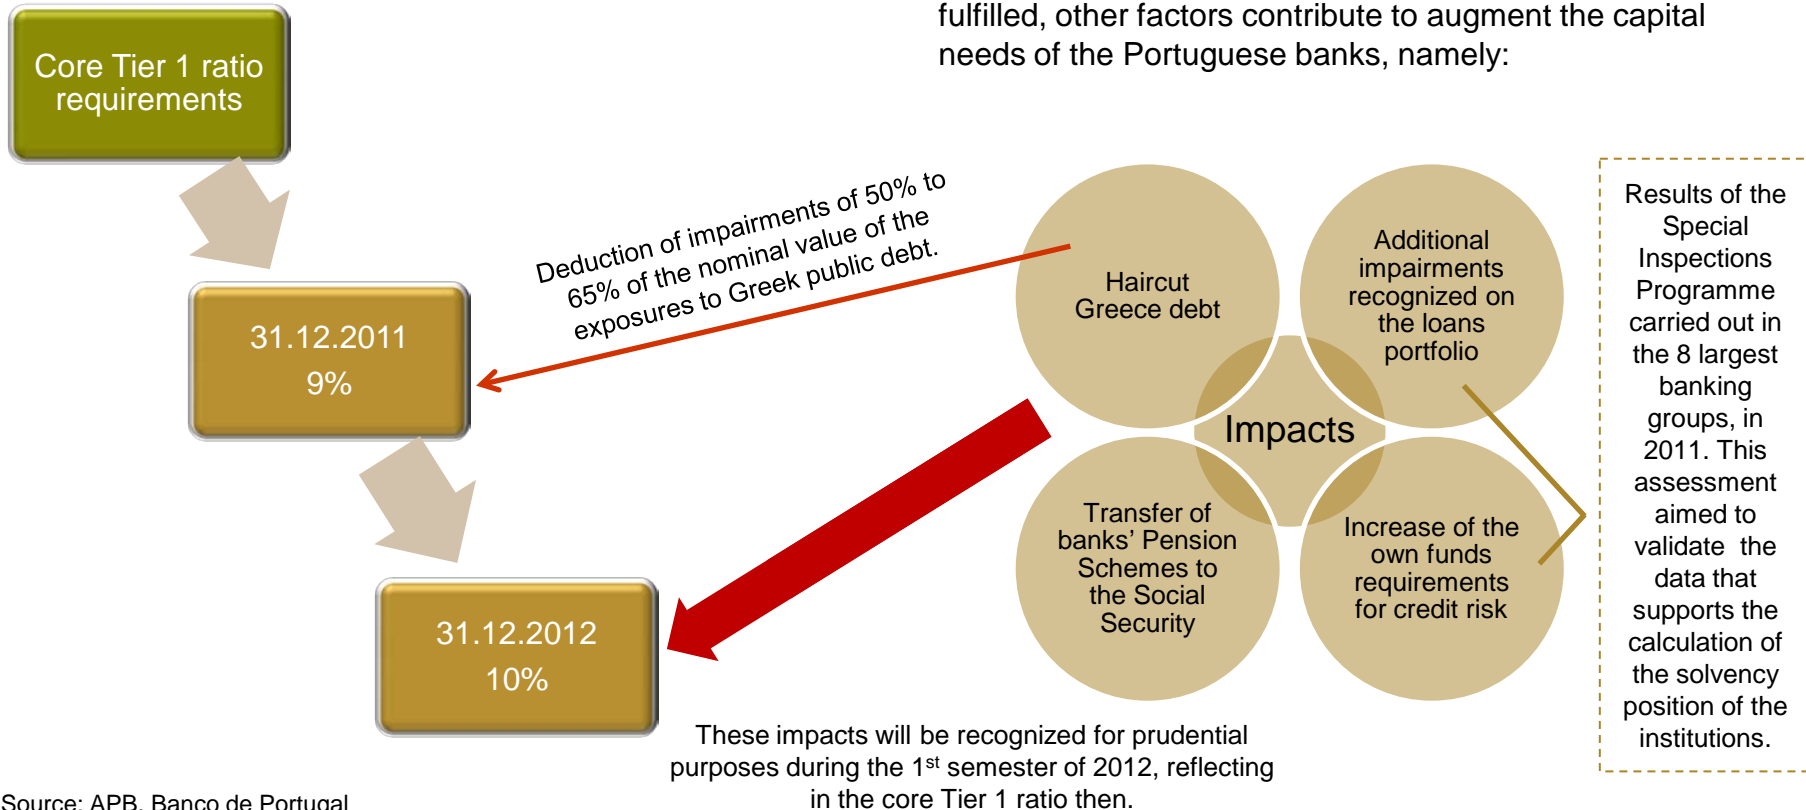 fulfilled, other factors contribute to augment the capital
needs of the Portuguese banks, namely:
Core Tier 1 ratio
requirements
31.12.2011
9%
31.12.2012
10%
Deduction of impairments of 50% to
65% of the nominal value of the
exposures to Greek public debt.
Haircut
Greece debt
Additional
impairments
recognized on
the loans
portfolio
Impacts
Transfer of
banks’ Pension
Schemes to
the Social
Security
Increase of the
own funds
requirements
for credit risk
Results of the
Special
Inspections
Programme
carried out in
the 8 largest
banking
groups, in
2011. This
assessment
aimed to
validate the
data that
supports the
calculation of
the solvency
position of the
institutions.
These impacts will be recognized for prudential
purposes during the 1st semester of 2012, reflecting
in the core Tier 1 ratio then.
Source: APB, Banco de Portugal